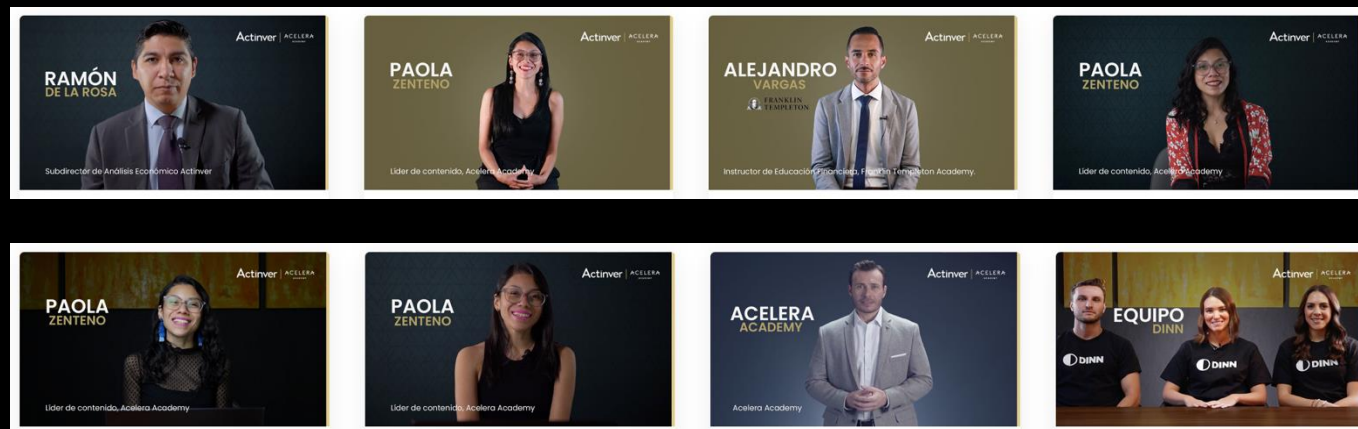 Actinver | ACELERA
RAMÓN
DE LA ROSA
Subdirector de Análisis Económico Actinver
Actinver | ACELERA
PAOLA
ZENTENO
Líder de contenido, Acelera Academy
Actinver | ACELERA
ALEJANDRO
VARGAS
FRANKLIN
TEMPLETON
Instructor de Educación Financiera, Franklin Templeton Academy.
Actinver | ACELERA
PAOLA
ZENTENO
Líder de contenido, Acelera Academy
Actinver | ACELERA
PAOLA
ZENTENO
Líder de contenido, Acelera Academy
Actinver | ACELERA
PAOLA
ZENTENO
Líder de contenido, Acelera Academy
Actinver | ACELERA
ACELERA
ACADEMY
Acelera Academy
Actinver | ACELERA
EQUIPO
DINN
DINN
DINN
DINN